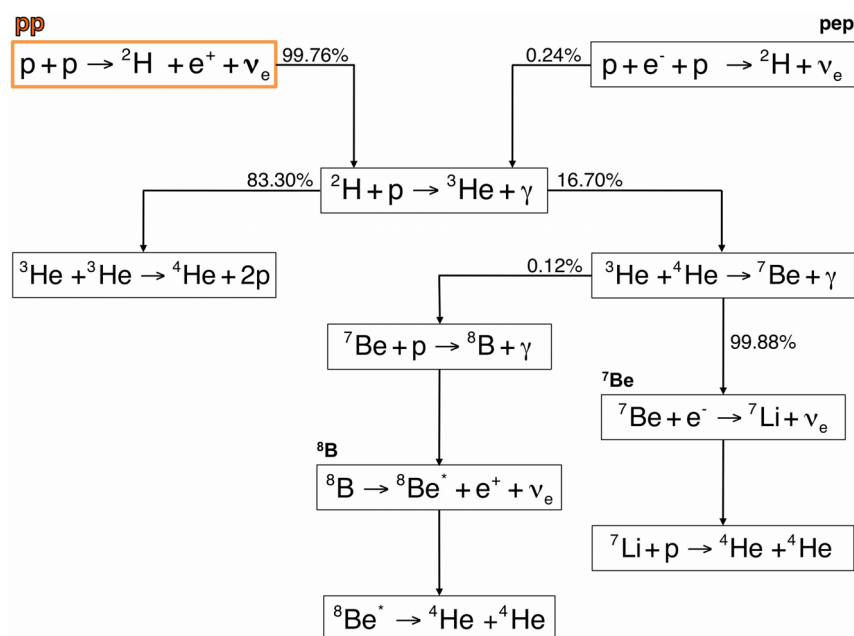 pp
pep
p + p → ²H + e⁺ + νₑ
99.76%
0.24%
p + e⁻ + p → ²H + νₑ
83.30%
²H + p → ³He + γ
16.70%
³He + ³He → ⁴He + 2p
0.12%
³He + ⁴He → ⁷Be + γ
⁷Be + p → ⁸B + γ
99.88%
⁷Be
⁷Be + e⁻ → ⁷Li + νₑ
⁸B
⁸B → ⁸Be* + e⁺ + νₑ
⁷Li + p → ⁴He + ⁴He
⁸Be* → ⁴He + ⁴He